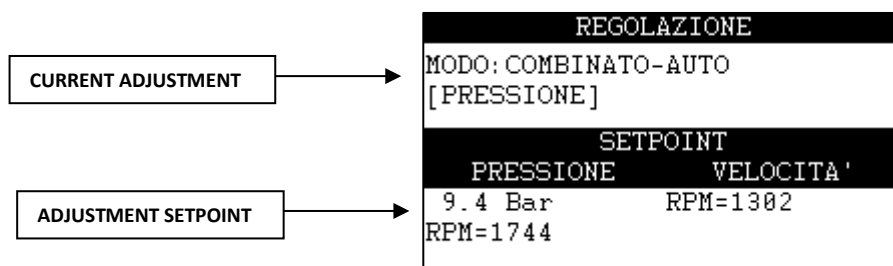 REGOLAZIONE
CURRENT ADJUSTMENT
MODO:COMBINATO-AUTO
[PRESSIONE]
SETPOINT
PRESSIONE VELOCITA'
ADJUSTMENT SETPOINT
9.4 Bar RPM=1302
RPM=1744